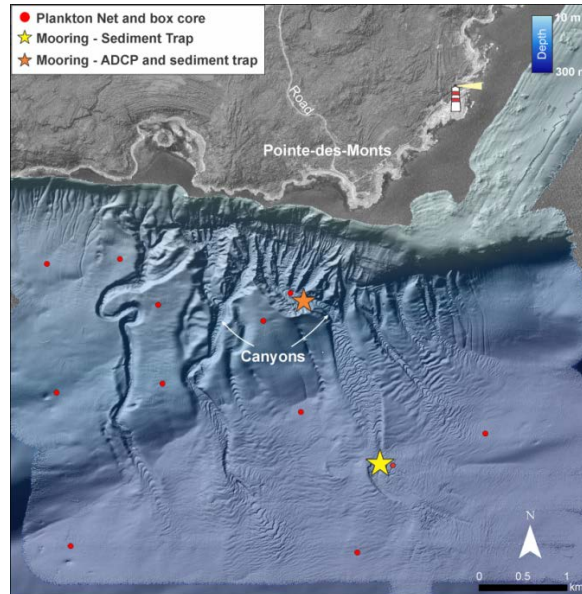 Plankton Net and box core
Mooring - Sediment Trap
Mooring - ADCP and sediment trap
10 m
Depth
300 m
Road
Pointe-des-Monts
Canyons
N
0 0.5 1
km